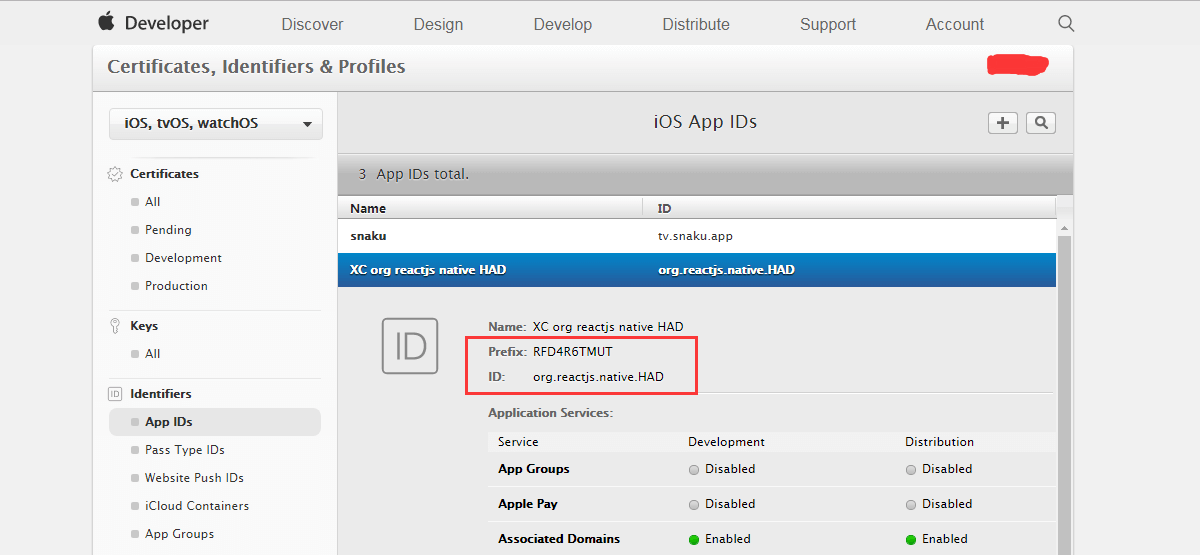 Developer Discover Design Develop Distribute Support Account
Certificates, Identifiers & Profiles
iOS, tvOS, watchOS
Certificates
All
Pending
Development
Production
Keys
All
Identifiers
App IDs
Pass Type IDs
Website Push IDs
iCloud Containers
App Groups
iOS App IDs
3 App IDs total.
Name ID
snaku tv.snaku.app
XC org reactjs native HAD org.reactjs.native.HAD
ID
Name: XC org reactjs native HAD
Prefix: RFD4R6TMUT
ID: org.reactjs.native.HAD
Application Services:
Service Development Distribution
App Groups Disabled Disabled
Apple Pay Disabled Disabled
Associated Domains Enabled Enabled